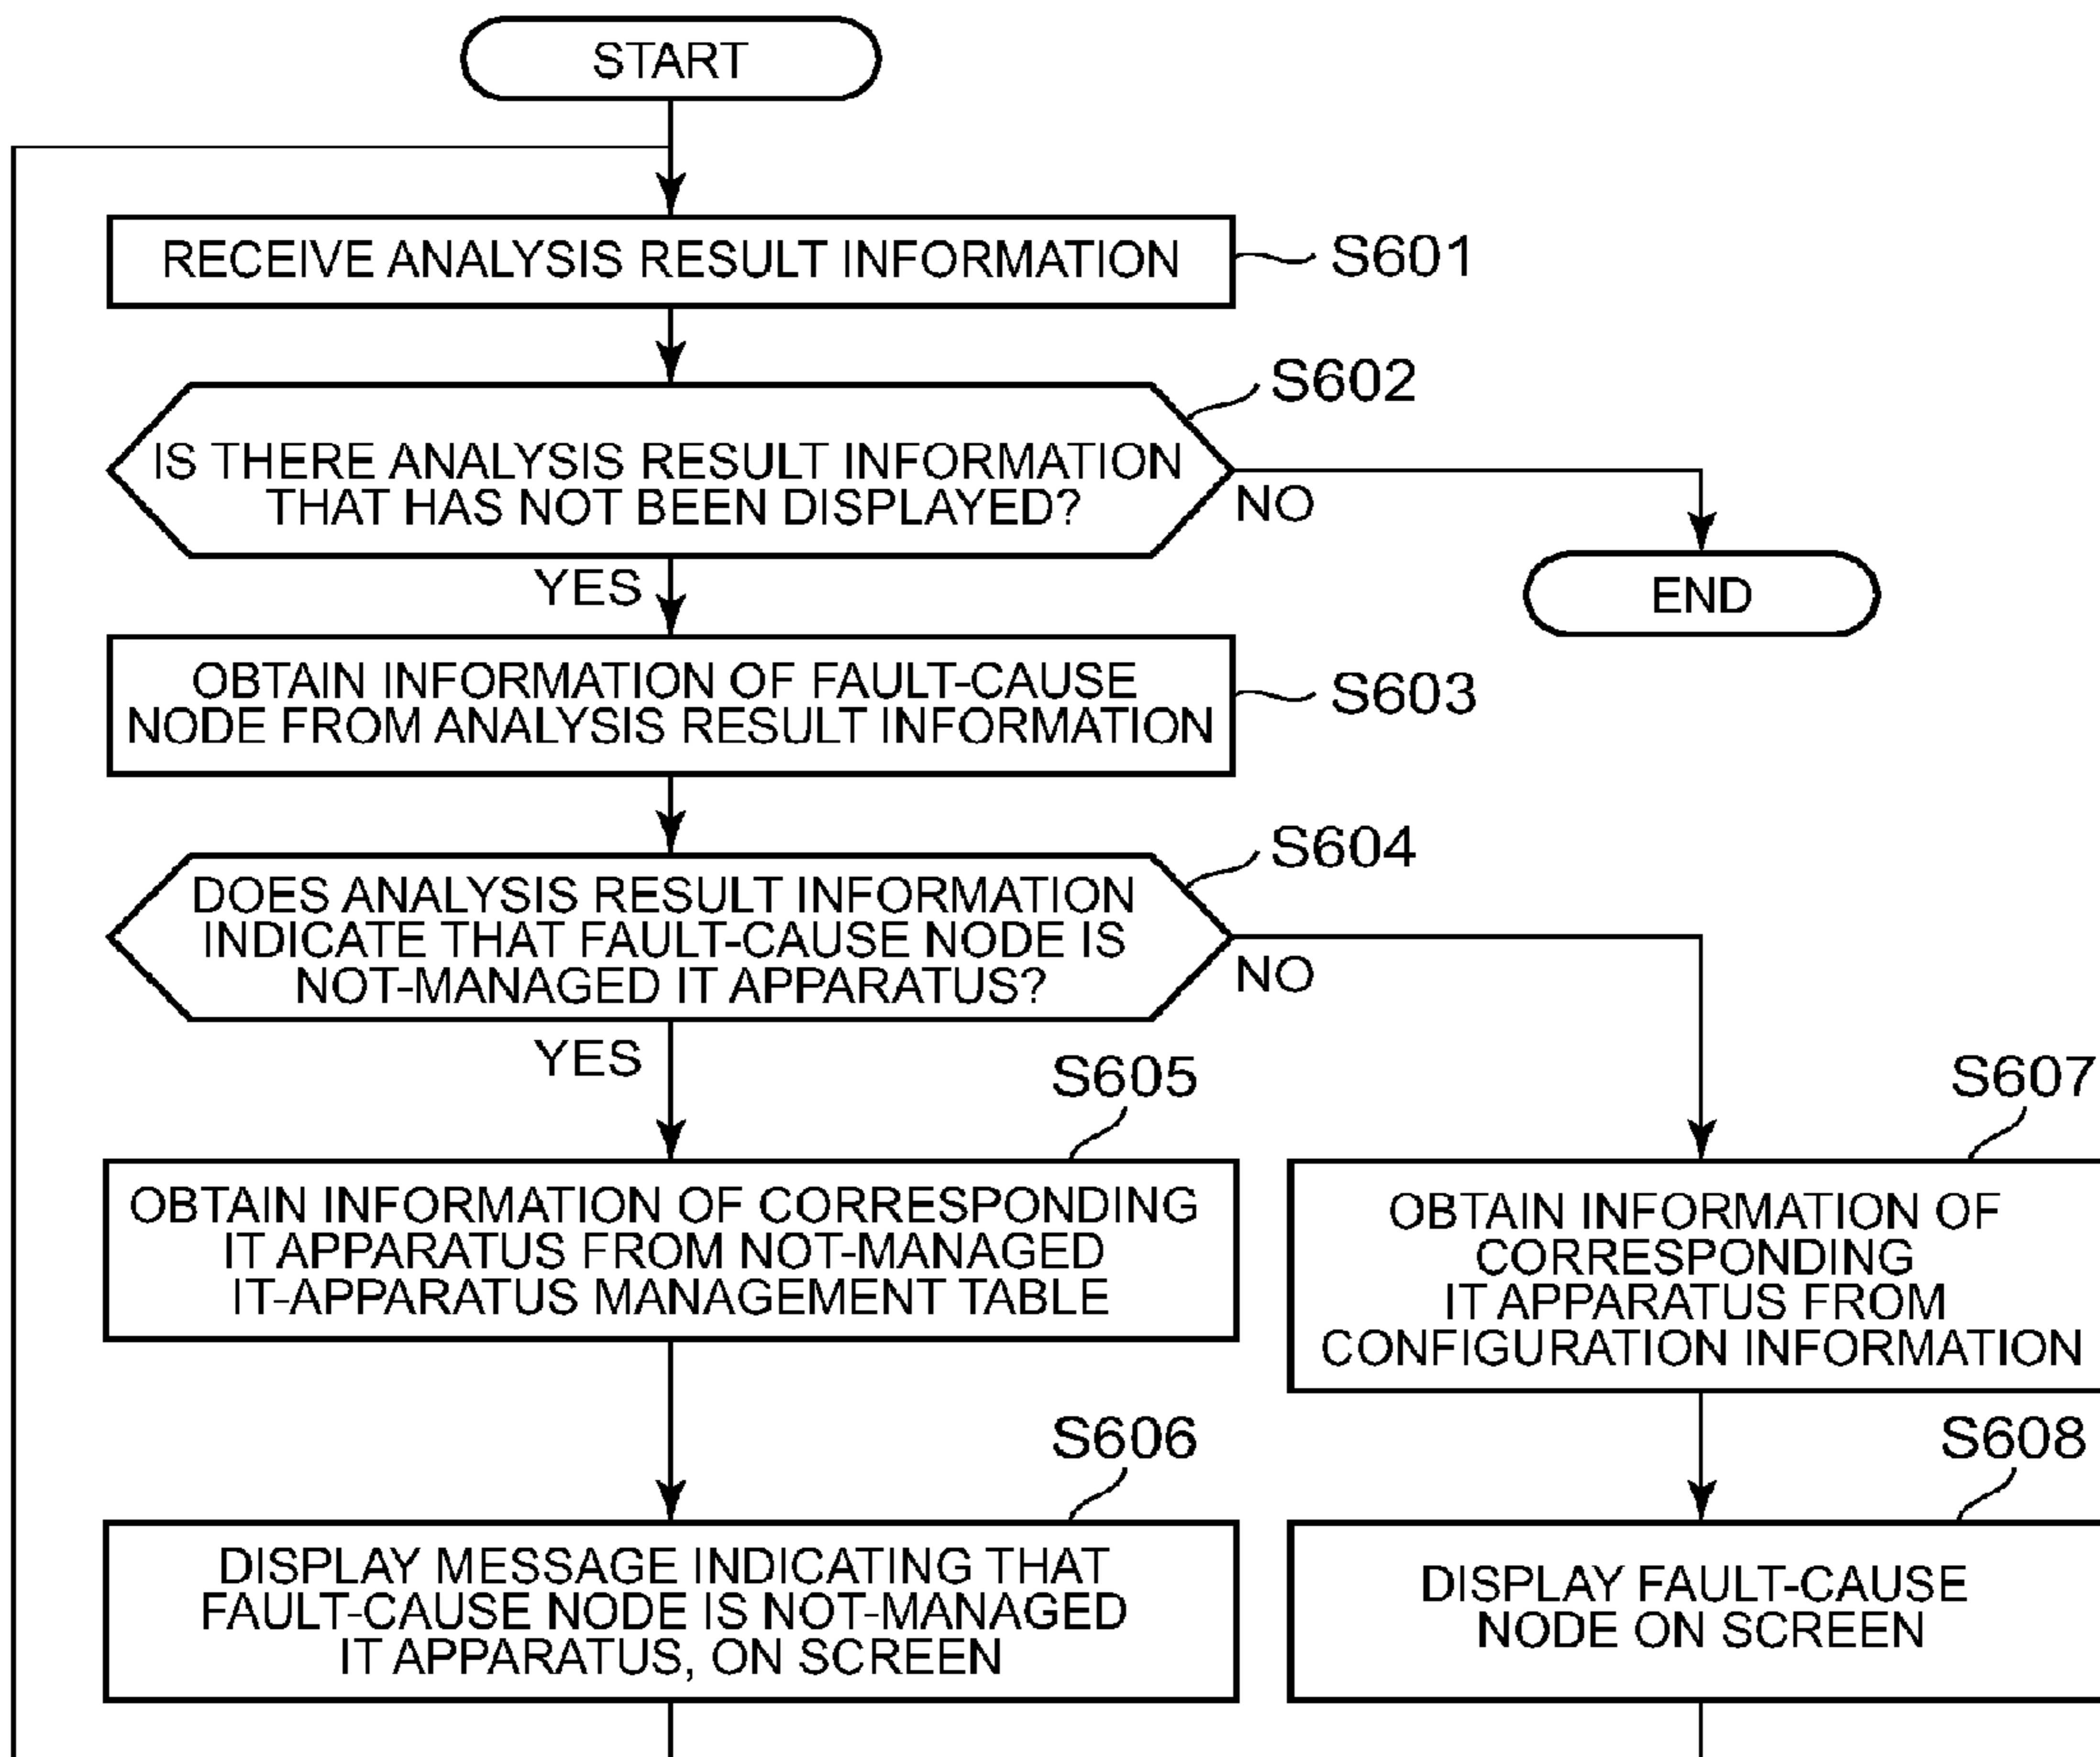 START
RECEIVE ANALYSIS RESULT INFORMATION
S601
S602
IS THERE ANALYSIS RESULT INFORMATION
THAT HAS NOT BEEN DISPLAYED?
NO
YES
END
OBTAIN INFORMATION OF FAULT-CAUSE
NODE FROM ANALYSIS RESULT INFORMATION
S603
S604
DOES ANALYSIS RESULT INFORMATION
INDICATE THAT FAULT-CAUSE NODE IS
NOT-MANAGED IT APPARATUS?
NO
YES
S605
OBTAIN INFORMATION OF CORRESPONDING
IT APPARATUS FROM NOT-MANAGED
IT-APPARATUS MANAGEMENT TABLE
S607
OBTAIN INFORMATION OF
CORRESPONDING
IT APPARATUS FROM
CONFIGURATION INFORMATION
S606
DISPLAY MESSAGE INDICATING THAT
FAULT-CAUSE NODE IS NOT-MANAGED
IT APPARATUS, ON SCREEN
S608
DISPLAY FAULT-CAUSE
NODE ON SCREEN